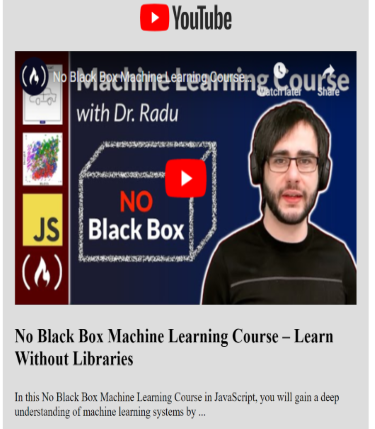 YouTube
No Black Box Machine Learning Course...
Watch later
Share
Machine Learning Course
with Dr. Radu
NO
Black Box
JS
No Black Box Machine Learning Course – Learn
Without Libraries
In this No Black Box Machine Learning Course in JavaScript, you will gain a deep
understanding of machine learning systems by ...